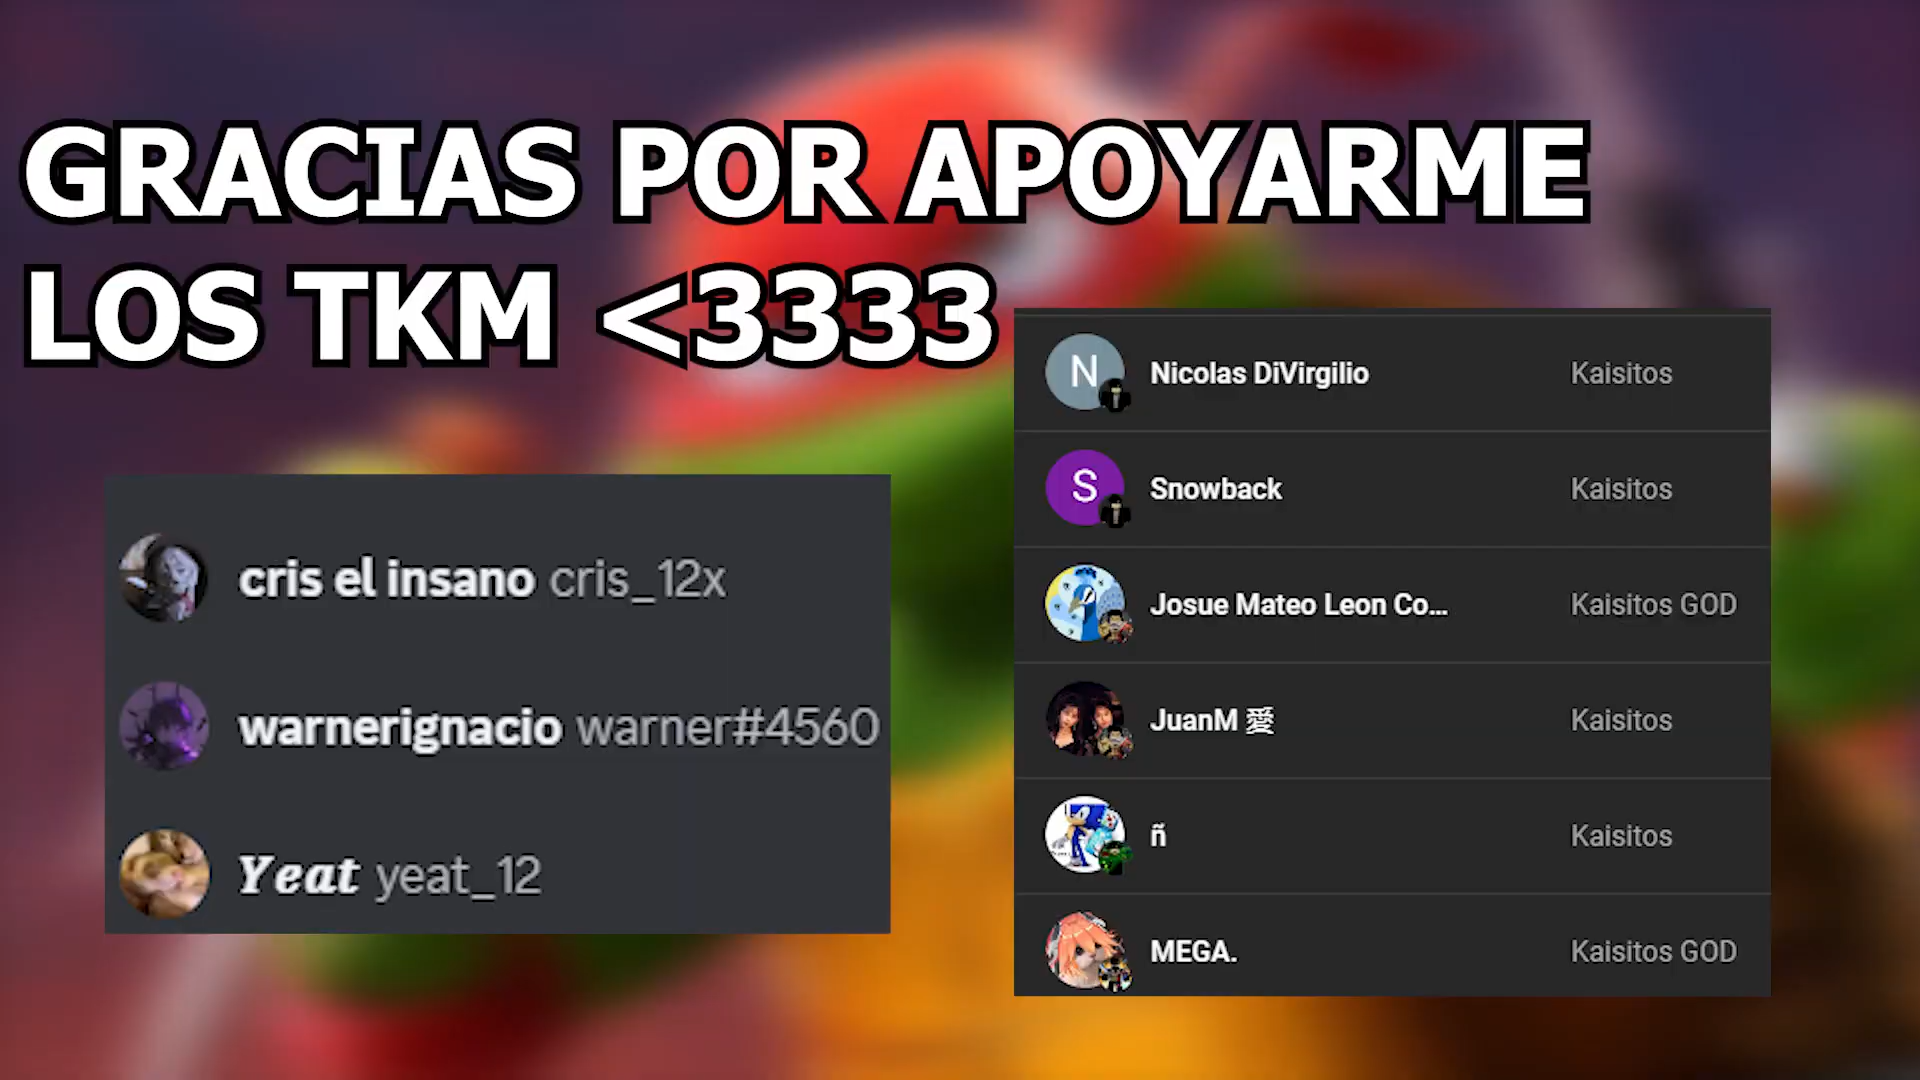 GRACIAS POR APOYARME
LOS TKM <3333
cris el insano cris_12x
warnerignacio warner#4560
Yeat yeat_12
N Nicolas DiVirgilio Kaisitos
S Snowback Kaisitos
Josue Mateo Leon Co... Kaisitos GOD
JuanM 愛 Kaisitos
ñ Kaisitos
MEGA. Kaisitos GOD